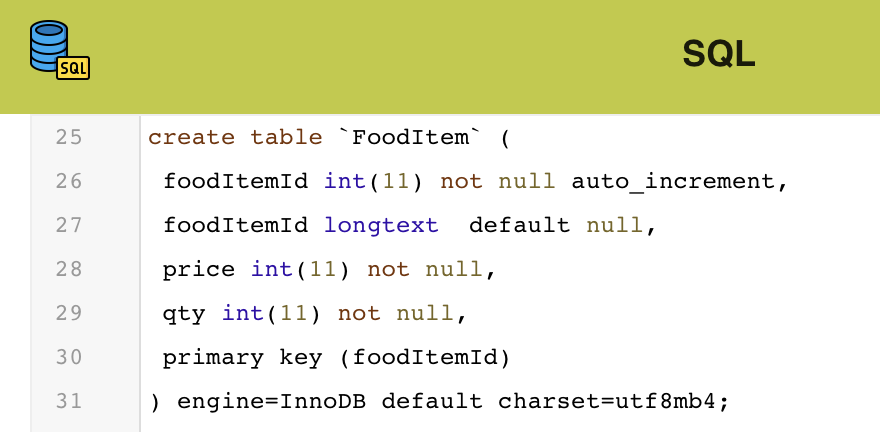 SQL
SQL
25 create table `FoodItem` (
26 foodItemId int(11) not null auto_increment,
27 foodItemId longtext  default null,
28 price int(11) not null,
29 qty int(11) not null,
30 primary key (foodItemId)
31 ) engine=InnoDB default charset=utf8mb4;